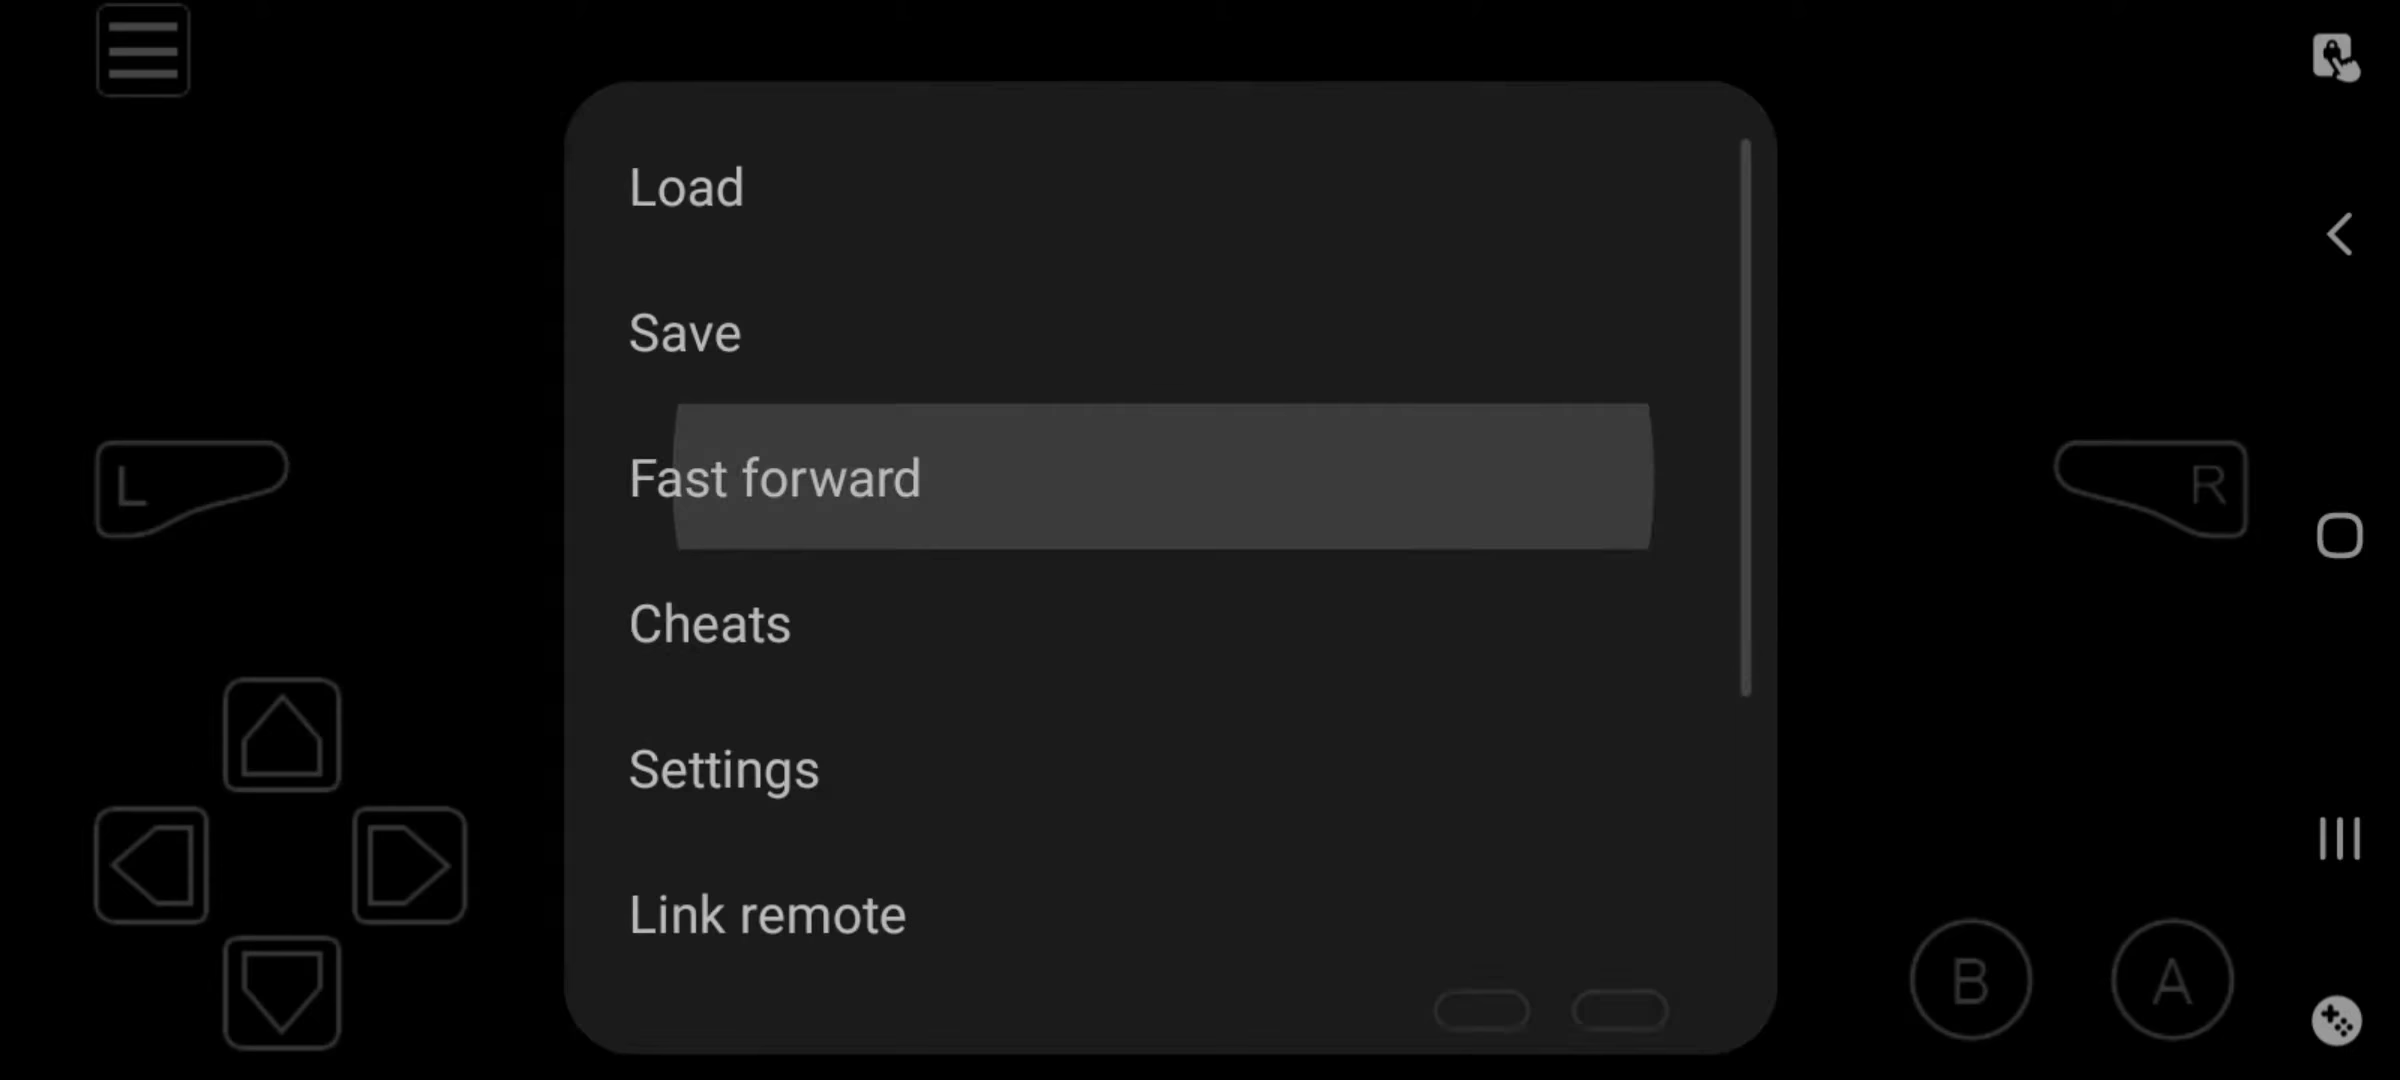 Load
Save
L
Fast forward
R
Cheats
Settings
Link remote
B
A